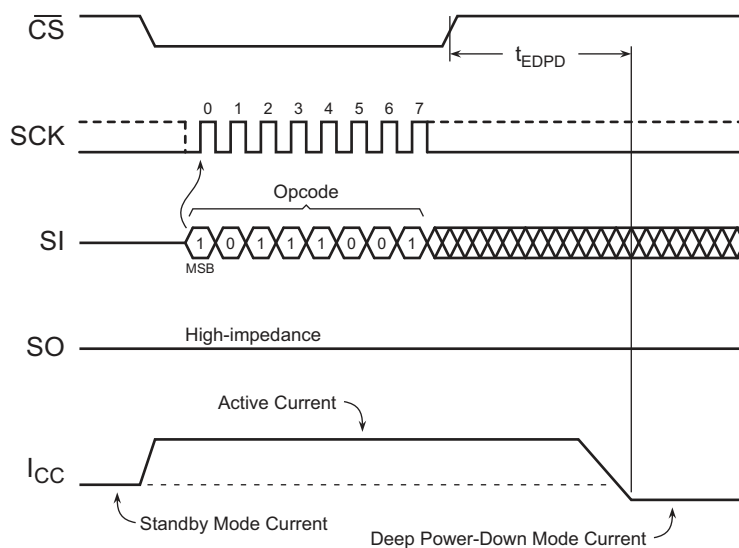 CS
tEDPD
0 1 2 3 4 5 6 7
SCK
Opcode
SI
1 0 1 1 1 0 0 1
MSB
High-impedance
SO
Active Current
ICC
Standby Mode Current
Deep Power-Down Mode Current